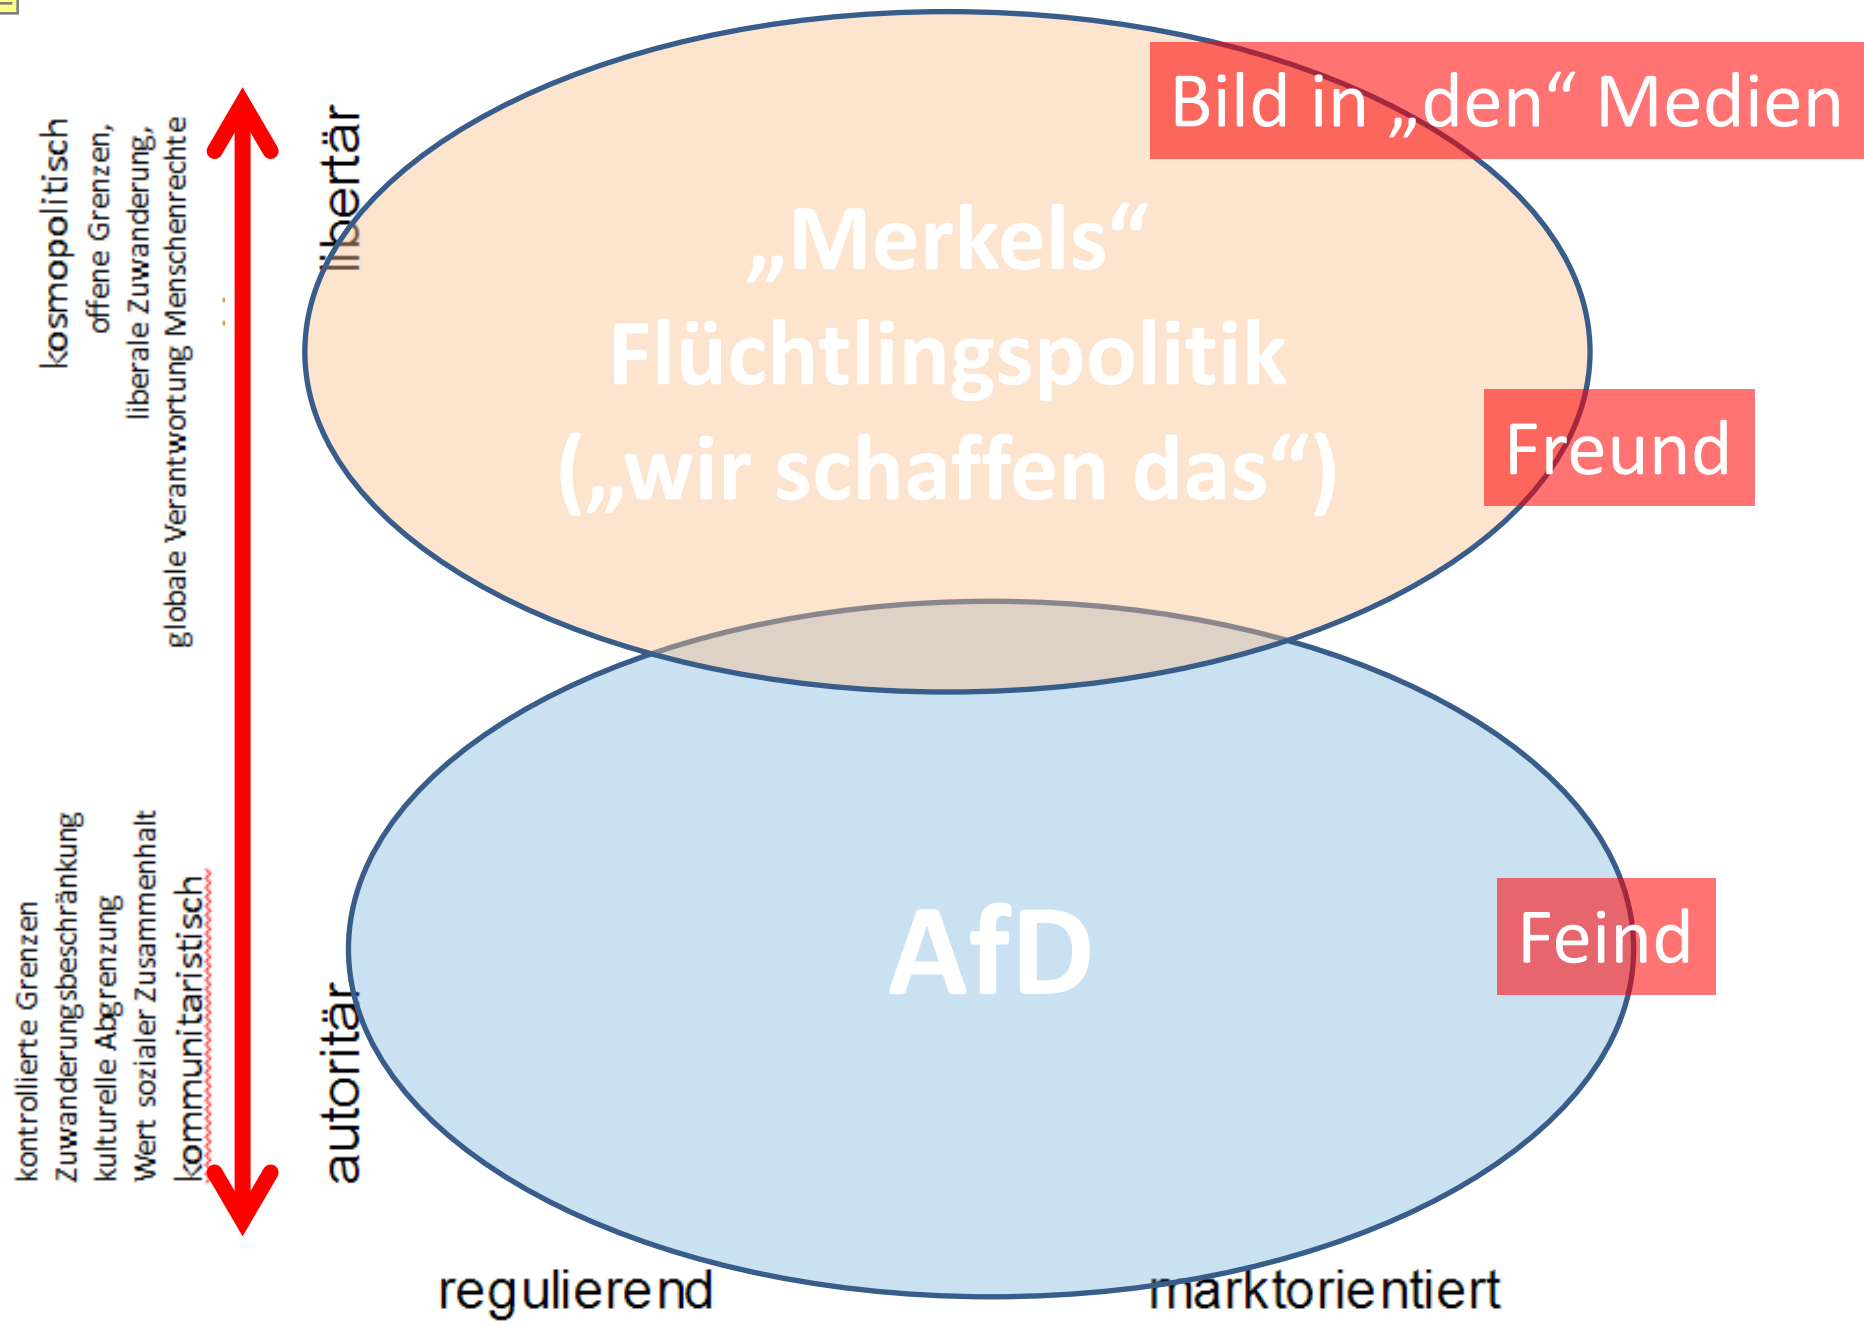 Bild in „den“ Medien
kosmopolitisch
offene Grenzen,
liberale Zuwanderung,
globale Verantwortung Menschenrechte
libertär
„Merkels“
Flüchtlingspolitik
(„wir schaffen das“)
Freund
kontrollierte Grenzen
Zuwanderungsbeschränkung
kulturelle Abgrenzung
Wert sozialer Zusammenhalt
kommunitaristisch
autoritär
AfD
Feind
regulierend
marktorientiert